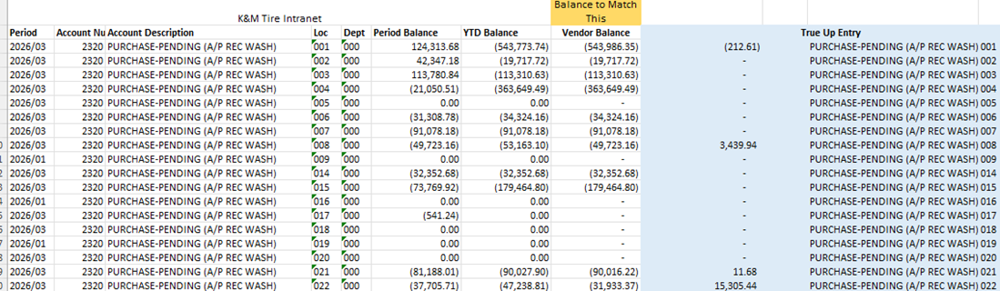 Balance to Match
K&M Tire Intranet This
Period Account Nu Account Description Loc Dept Period Balance YTD Balance Vendor Balance True Up Entry
2026/03 2320 PURCHASE-PENDING (A/P REC WASH) 001 000 124,313.68 (543,773.74) (543,986.35) (212.61) PURCHASE-PENDING (A/P REC WASH) 001
2026/03 2320 PURCHASE-PENDING (A/P REC WASH) 002 000 42,347.18 (19,717.72) (19,717.72) - PURCHASE-PENDING (A/P REC WASH) 002
2026/03 2320 PURCHASE-PENDING (A/P REC WASH) 003 000 113,780.84 (113,310.63) (113,310.63) - PURCHASE-PENDING (A/P REC WASH) 003
2026/03 2320 PURCHASE-PENDING (A/P REC WASH) 004 000 (21,050.51) (363,649.49) (363,649.49) - PURCHASE-PENDING (A/P REC WASH) 004
2026/03 2320 PURCHASE-PENDING (A/P REC WASH) 005 000 0.00 0.00 - - PURCHASE-PENDING (A/P REC WASH) 005
2026/03 2320 PURCHASE-PENDING (A/P REC WASH) 006 000 (31,308.78) (34,324.16) (34,324.16) - PURCHASE-PENDING (A/P REC WASH) 006
2026/03 2320 PURCHASE-PENDING (A/P REC WASH) 007 000 (91,078.18) (91,078.18) (91,078.18) - PURCHASE-PENDING (A/P REC WASH) 007
0 2026/03 2320 PURCHASE-PENDING (A/P REC WASH) 008 000 (49,723.16) (53,163.10) (49,723.16) 3,439.94 PURCHASE-PENDING (A/P REC WASH) 008
1 2026/01 2320 PURCHASE-PENDING (A/P REC WASH) 009 000 0.00 0.00 - - PURCHASE-PENDING (A/P REC WASH) 009
2 2026/03 2320 PURCHASE-PENDING (A/P REC WASH) 014 000 (32,352.68) (32,352.68) (32,352.68) - PURCHASE-PENDING (A/P REC WASH) 014
3 2026/03 2320 PURCHASE-PENDING (A/P REC WASH) 015 000 (73,769.92) (179,464.80) (179,464.80) - PURCHASE-PENDING (A/P REC WASH) 015
4 2026/01 2320 PURCHASE-PENDING (A/P REC WASH) 016 000 0.00 0.00 - - PURCHASE-PENDING (A/P REC WASH) 016
5 2026/03 2320 PURCHASE-PENDING (A/P REC WASH) 017 000 (541.24) 0.00 - - PURCHASE-PENDING (A/P REC WASH) 017
6 2026/03 2320 PURCHASE-PENDING (A/P REC WASH) 018 000 0.00 0.00 - - PURCHASE-PENDING (A/P REC WASH) 018
7 2026/01 2320 PURCHASE-PENDING (A/P REC WASH) 019 000 0.00 0.00 - - PURCHASE-PENDING (A/P REC WASH) 019
8 2026/03 2320 PURCHASE-PENDING (A/P REC WASH) 020 000 0.00 0.00 - - PURCHASE-PENDING (A/P REC WASH) 020
9 2026/03 2320 PURCHASE-PENDING (A/P REC WASH) 021 000 (81,188.01) (90,027.90) (90,016.22) 11.68 PURCHASE-PENDING (A/P REC WASH) 021
0 2026/03 2320 PURCHASE-PENDING (A/P REC WASH) 022 000 (37,705.71) (47,238.81) (31,933.37) 15,305.44 PURCHASE-PENDING (A/P REC WASH) 022